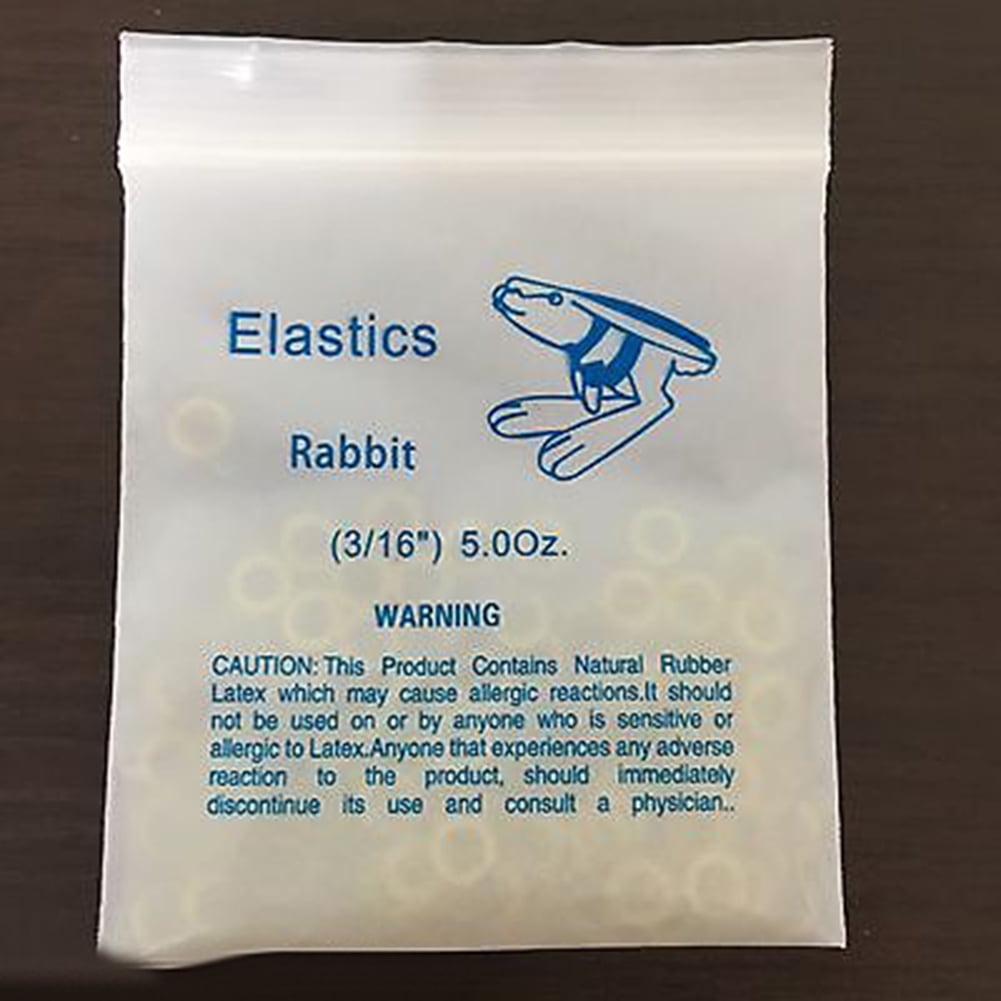 Elastics
Rabbit
(3/16") 5.0Oz.
WARNING
CAUTION: This Product Contains Natural Rubber
Latex which may cause allergic reactions.It should
not be used on or by anyone who is sensitive or
allergic to Latex.Anyone that experiences any adverse
reaction to the product, should immediately
discontinue its use and consult a physician..